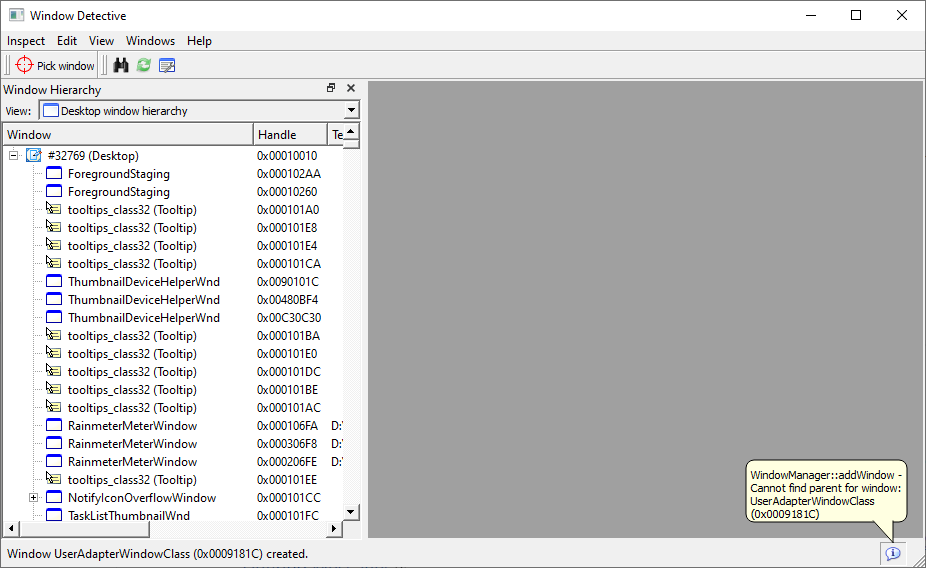 Window Detective
Inspect Edit View Windows Help
Pick window
Window Hierarchy
View: Desktop window hierarchy
Window Handle Te
#32769 (Desktop) 0x00010010
ForegroundStaging 0x000102AA
ForegroundStaging 0x00010260
tooltips_class32 (Tooltip) 0x000101A0
tooltips_class32 (Tooltip) 0x000101E8
tooltips_class32 (Tooltip) 0x000101E4
tooltips_class32 (Tooltip) 0x000101CA
ThumbnailDeviceHelperWnd 0x0090101C
ThumbnailDeviceHelperWnd 0x00480BF4
ThumbnailDeviceHelperWnd 0x00C30C30
tooltips_class32 (Tooltip) 0x000101BA
tooltips_class32 (Tooltip) 0x000101E0
tooltips_class32 (Tooltip) 0x000101DC
tooltips_class32 (Tooltip) 0x000101BE
tooltips_class32 (Tooltip) 0x000101AC
RainmeterMeterWindow 0x000106FA D:\
RainmeterMeterWindow 0x000306F8 D:\
RainmeterMeterWindow 0x000206FE D:\
tooltips_class32 (Tooltip) 0x000101EE
NotifyIconOverflowWindow 0x000101CC
TaskListThumbnailWnd 0x000101FC
WindowManager::addWindow -
Cannot find parent for window:
UserAdapterWindowClass
(0x0009181C)
Window UserAdapterWindowClass (0x0009181C) created.